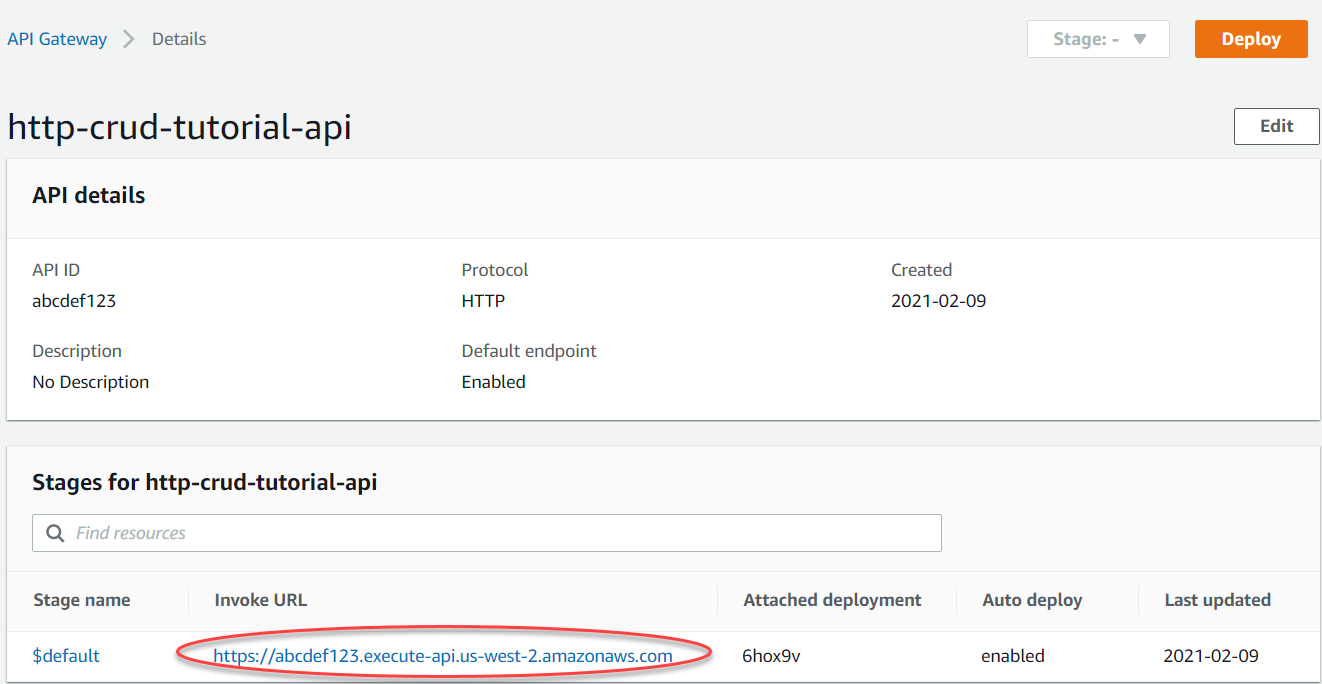 API Gateway Details Stage: - Deploy
http-crud-tutorial-api Edit
API details
API ID Protocol Created
abcdef123 HTTP 2021-02-09
Description Default endpoint
No Description Enabled
Stages for http-crud-tutorial-api
Find resources
Stage name Invoke URL Attached deployment Auto deploy Last updated
$default https://abcdef123.execute-api.us-west-2.amazonaws.com 6hox9v enabled 2021-02-09